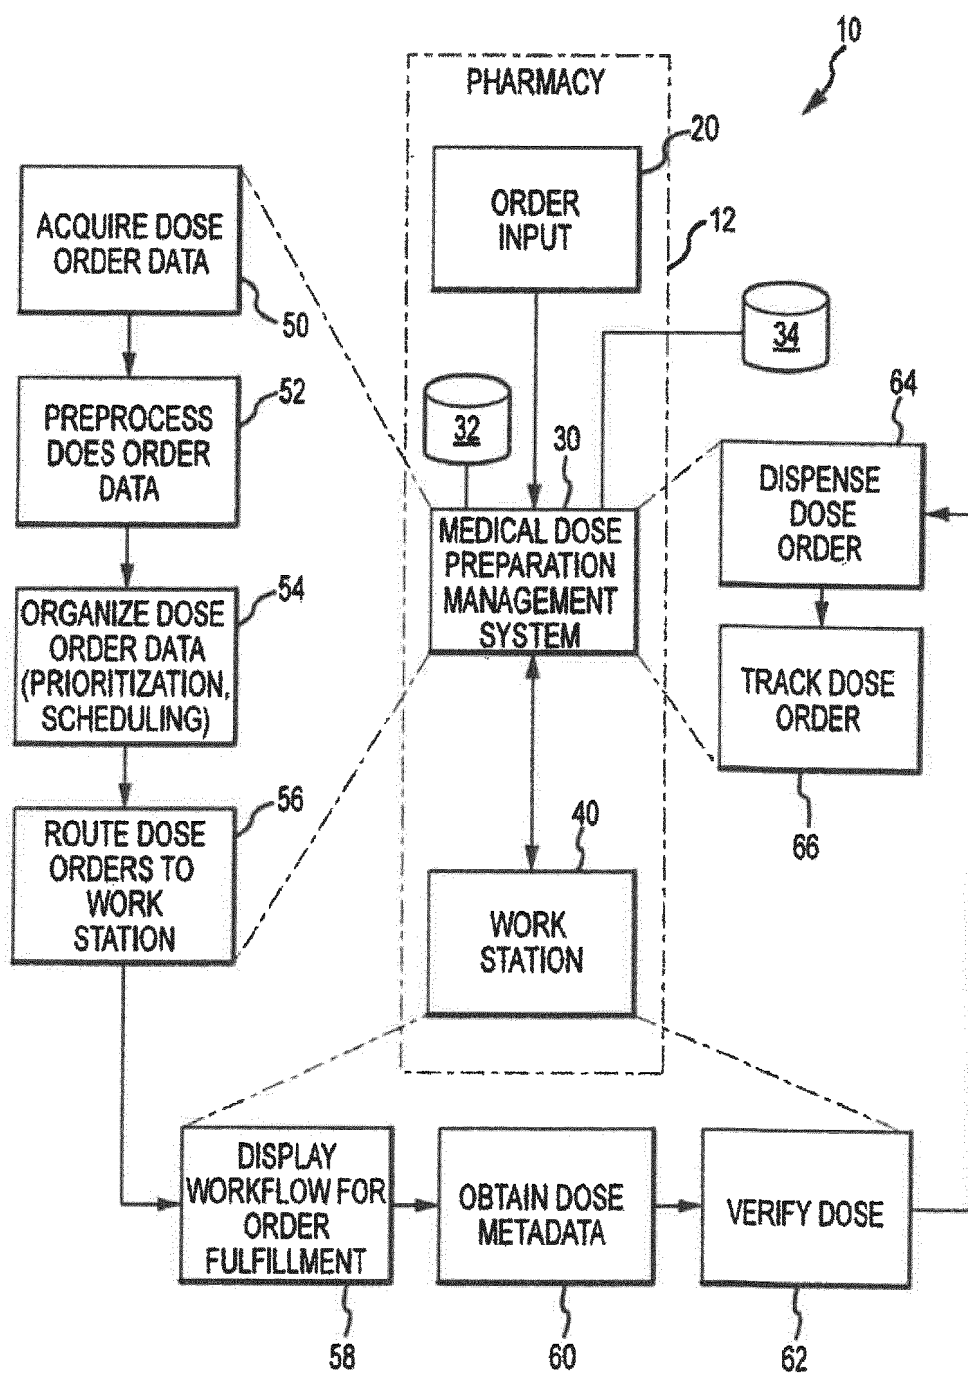 10
PHARMACY
20
ORDER
INPUT
12
ACQUIRE DOSE
ORDER DATA
50
34
52
PREPROCESS
DOES ORDER
DATA
32
30
64
MEDICAL DOSE
PREPARATION
MANAGEMENT
SYSTEM
DISPENSE
DOSE
ORDER
54
ORGANIZE DOSE
ORDER DATA
(PRIORITIZATION,
SCHEDULING)
TRACK DOSE
ORDER
66
56
ROUTE DOSE
ORDERS TO
WORK
STATION
40
WORK
STATION
DISPLAY
WORKFLOW FOR
ORDER
FULFILLMENT
58
OBTAIN DOSE
METADATA
60
VERIFY DOSE
62